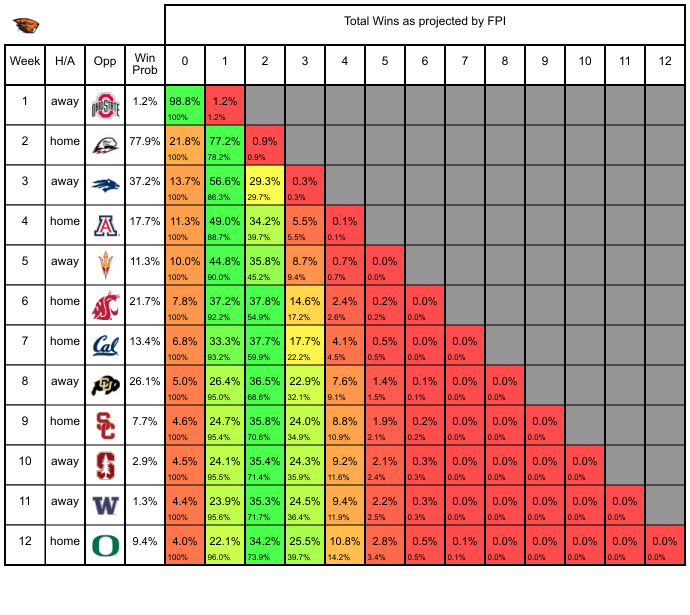 Total Wins as projected by FPI
Week H/A Opp Win Prob 0 1 2 3 4 5 6 7 8 9 10 11 12
1 away OHIO STATE 1.2% 98.8% 1.2%
100% 1.2%
2 home 77.9% 21.8% 77.2% 0.9%
100% 78.2% 0.9%
3 away 37.2% 13.7% 56.6% 29.3% 0.3%
100% 86.3% 29.7% 0.3%
4 home A 17.7% 11.3% 49.0% 34.2% 5.5% 0.1%
100% 88.7% 39.7% 5.5% 0.1%
5 away 11.3% 10.0% 44.8% 35.8% 8.7% 0.7% 0.0%
100% 90.0% 45.2% 9.4% 0.7% 0.0%
6 home 21.7% 7.8% 37.2% 37.8% 14.6% 2.4% 0.2% 0.0%
100% 92.2% 54.9% 17.2% 2.6% 0.2% 0.0%
7 home Cal 13.4% 6.8% 33.3% 37.7% 17.7% 4.1% 0.5% 0.0% 0.0%
100% 93.2% 59.9% 22.2% 4.5% 0.5% 0.0% 0.0%
8 away CU 26.1% 5.0% 26.4% 36.5% 22.9% 7.6% 1.4% 0.1% 0.0% 0.0%
100% 95.0% 68.6% 32.1% 9.1% 1.5% 0.1% 0.0% 0.0%
9 home SC 7.7% 4.6% 24.7% 35.8% 24.0% 8.8% 1.9% 0.2% 0.0% 0.0% 0.0%
100% 95.4% 70.6% 34.9% 10.9% 2.1% 0.2% 0.0% 0.0% 0.0%
10 away S 2.9% 4.5% 24.1% 35.4% 24.3% 9.2% 2.1% 0.3% 0.0% 0.0% 0.0% 0.0%
100% 95.5% 71.4% 35.9% 11.6% 2.4% 0.3% 0.0% 0.0% 0.0% 0.0%
11 away W 1.3% 4.4% 23.9% 35.3% 24.5% 9.4% 2.2% 0.3% 0.0% 0.0% 0.0% 0.0% 0.0%
100% 95.6% 71.7% 36.4% 11.9% 2.5% 0.3% 0.0% 0.0% 0.0% 0.0% 0.0%
12 home O 9.4% 4.0% 22.1% 34.2% 25.5% 10.8% 2.8% 0.5% 0.1% 0.0% 0.0% 0.0% 0.0% 0.0%
100% 96.0% 73.9% 39.7% 14.2% 3.4% 0.5% 0.1% 0.0% 0.0% 0.0% 0.0% 0.0%